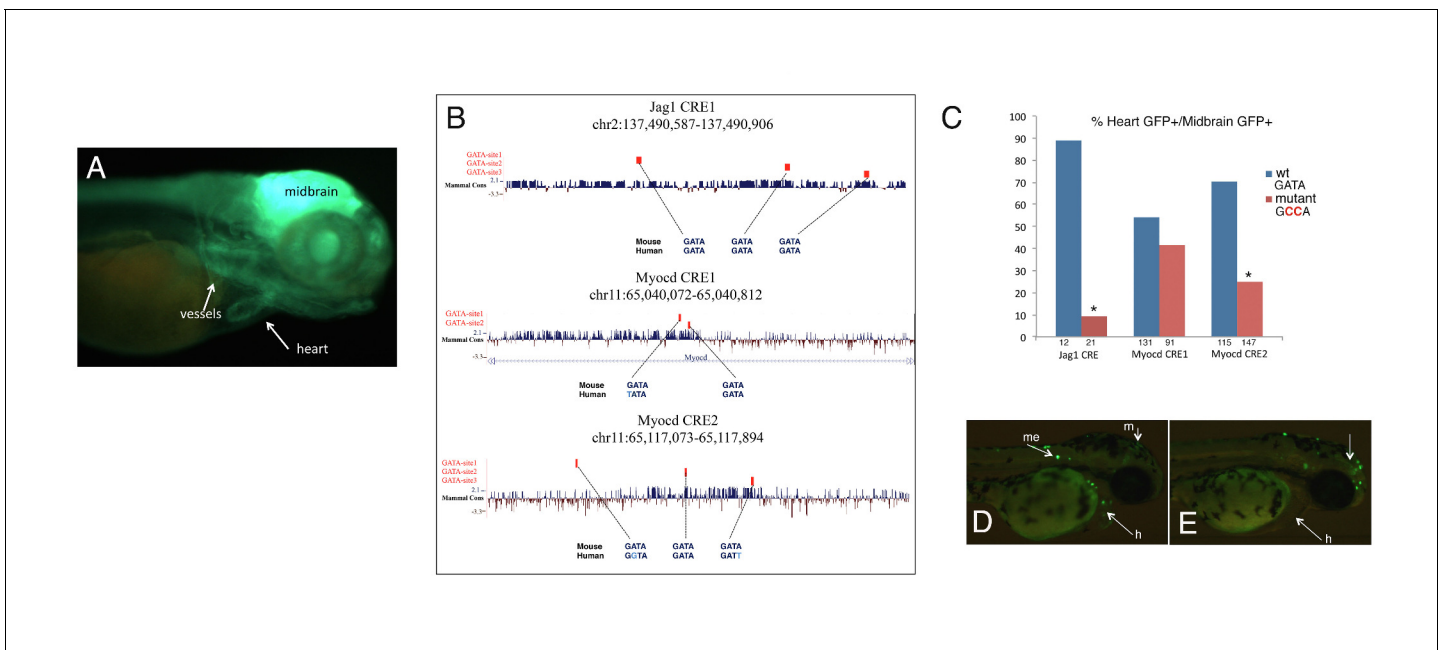 A
midbrain
vessels
heart
B
Jag1 CRE1
chr2:137,490,587-137,490,906
GATA-site1
GATA-site2
GATA-site3
2.1
Mammal Cons
-3.3
Mouse GATA GATA GATA
Human GATA GATA GATA
Myocd CRE1
chr11:65,040,072-65,040,812
GATA-site1
GATA-site2
2.1
Mammal Cons
-3.3
Myocd
Mouse GATA GATA
Human TATA GATA
Myocd CRE2
chr11:65,117,073-65,117,894
GATA-site1
GATA-site2
GATA-site3
2.1
Mammal Cons
-3.3
Mouse GATA GATA GATA
Human GGTA GATA GATT
C
% Heart GFP+/Midbrain GFP+
100
90
80
70
60
50
40
30
20
10
0
wt
GATA
mutant
GCCA
* *
12 21 131 91 115 147
Jag1 CRE Myocd CRE1 Myocd CRE2
me
m
D
h
E
h